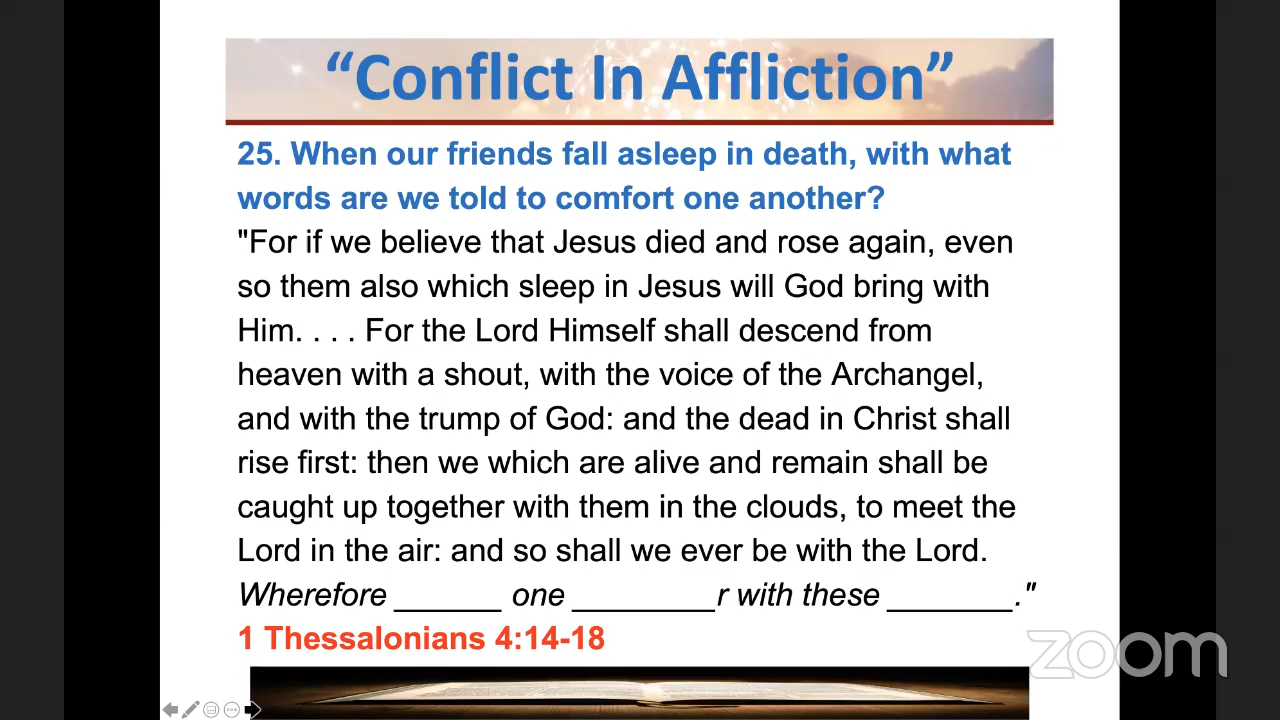 “Conflict In Affliction”
25. When our friends fall asleep in death, with what
words are we told to comfort one another?
"For if we believe that Jesus died and rose again, even
so them also which sleep in Jesus will God bring with
Him. . . . For the Lord Himself shall descend from
heaven with a shout, with the voice of the Archangel,
and with the trump of God: and the dead in Christ shall
rise first: then we which are alive and remain shall be
caught up together with them in the clouds, to meet the
Lord in the air: and so shall we ever be with the Lord.
Wherefore ______ one ________r with these _______."
1 Thessalonians 4:14-18
zoom